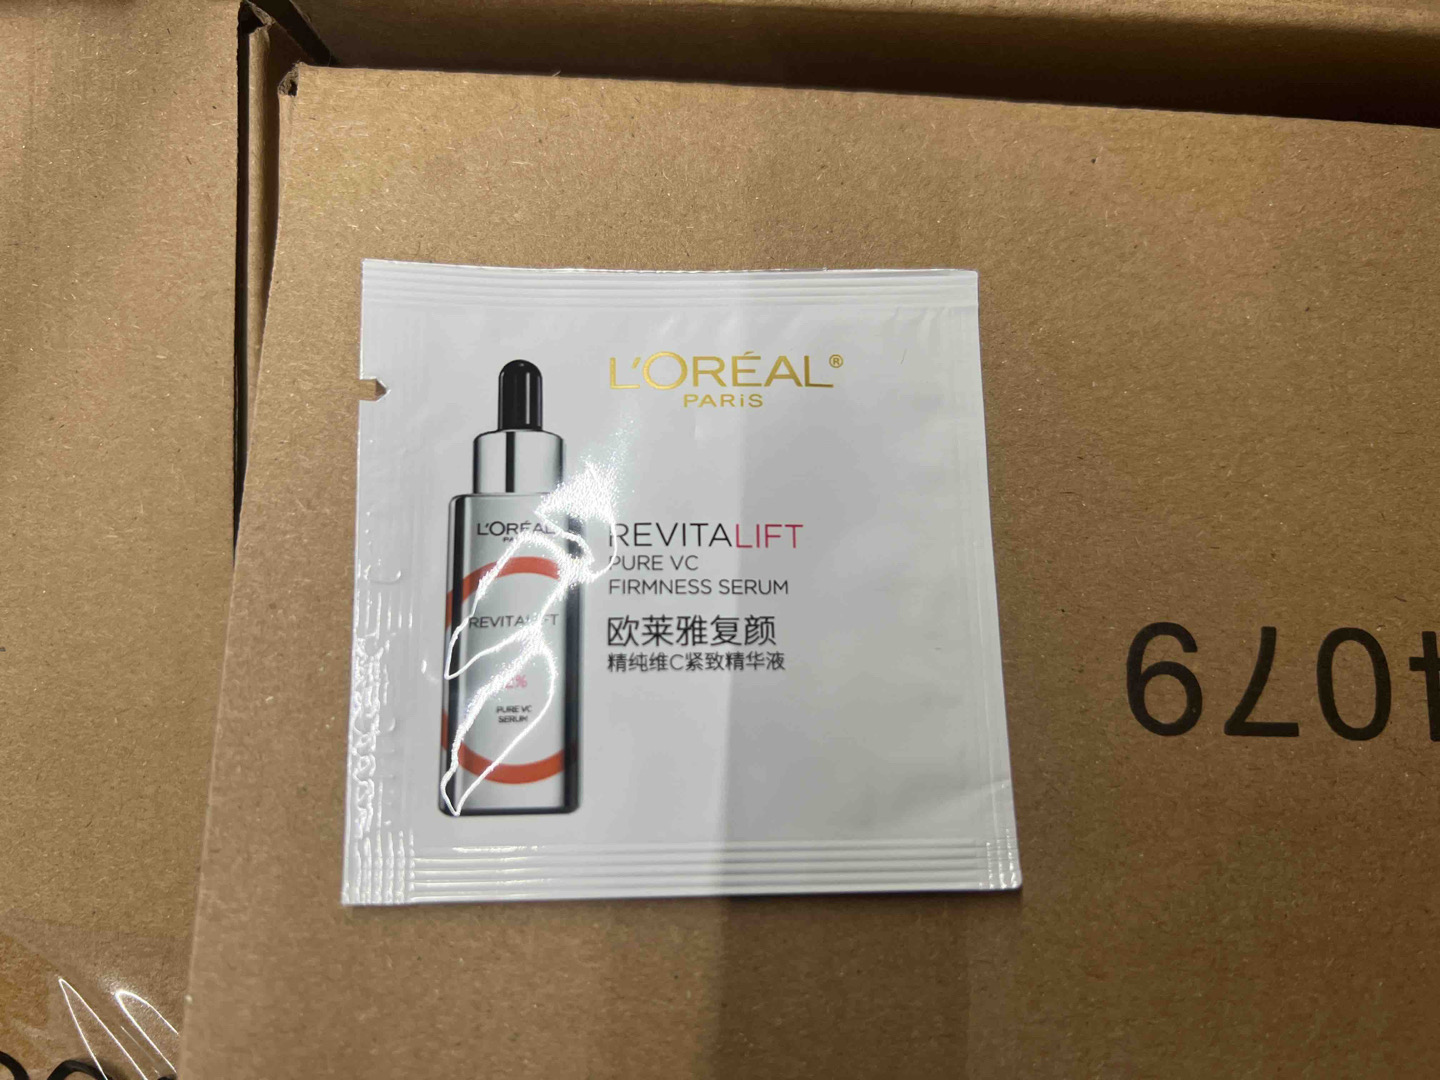 L'ORÉAL®
PARiS
REVITALIFT
PURE VC
FIRMNESS SERUM
欧莱雅复颜
精纯维C紧致精华液
L'ORÉAL
REVITALIFT
PURE VC
SERUM